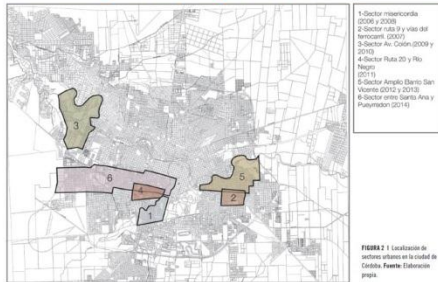 1-Sector misericordia
(2006 y 2008)
2-Sector ruta 9 y vías del
ferrocarril. (2007)
3-Sector Av. Colón.(2009 y
2010)
4-Sector Ruta 20 y Río
Negro
(2011)
5-Sector Amplio Barrio San
Vicente (2012 y 2013)
6-Sector entre Santa Ana y
Pueyrredon (2014)
3
6
4
5
2
1
FIGURA 2 | Localización de
sectores urbanos en la ciudad de
Córdoba. Fuente: Elaboración
propia.